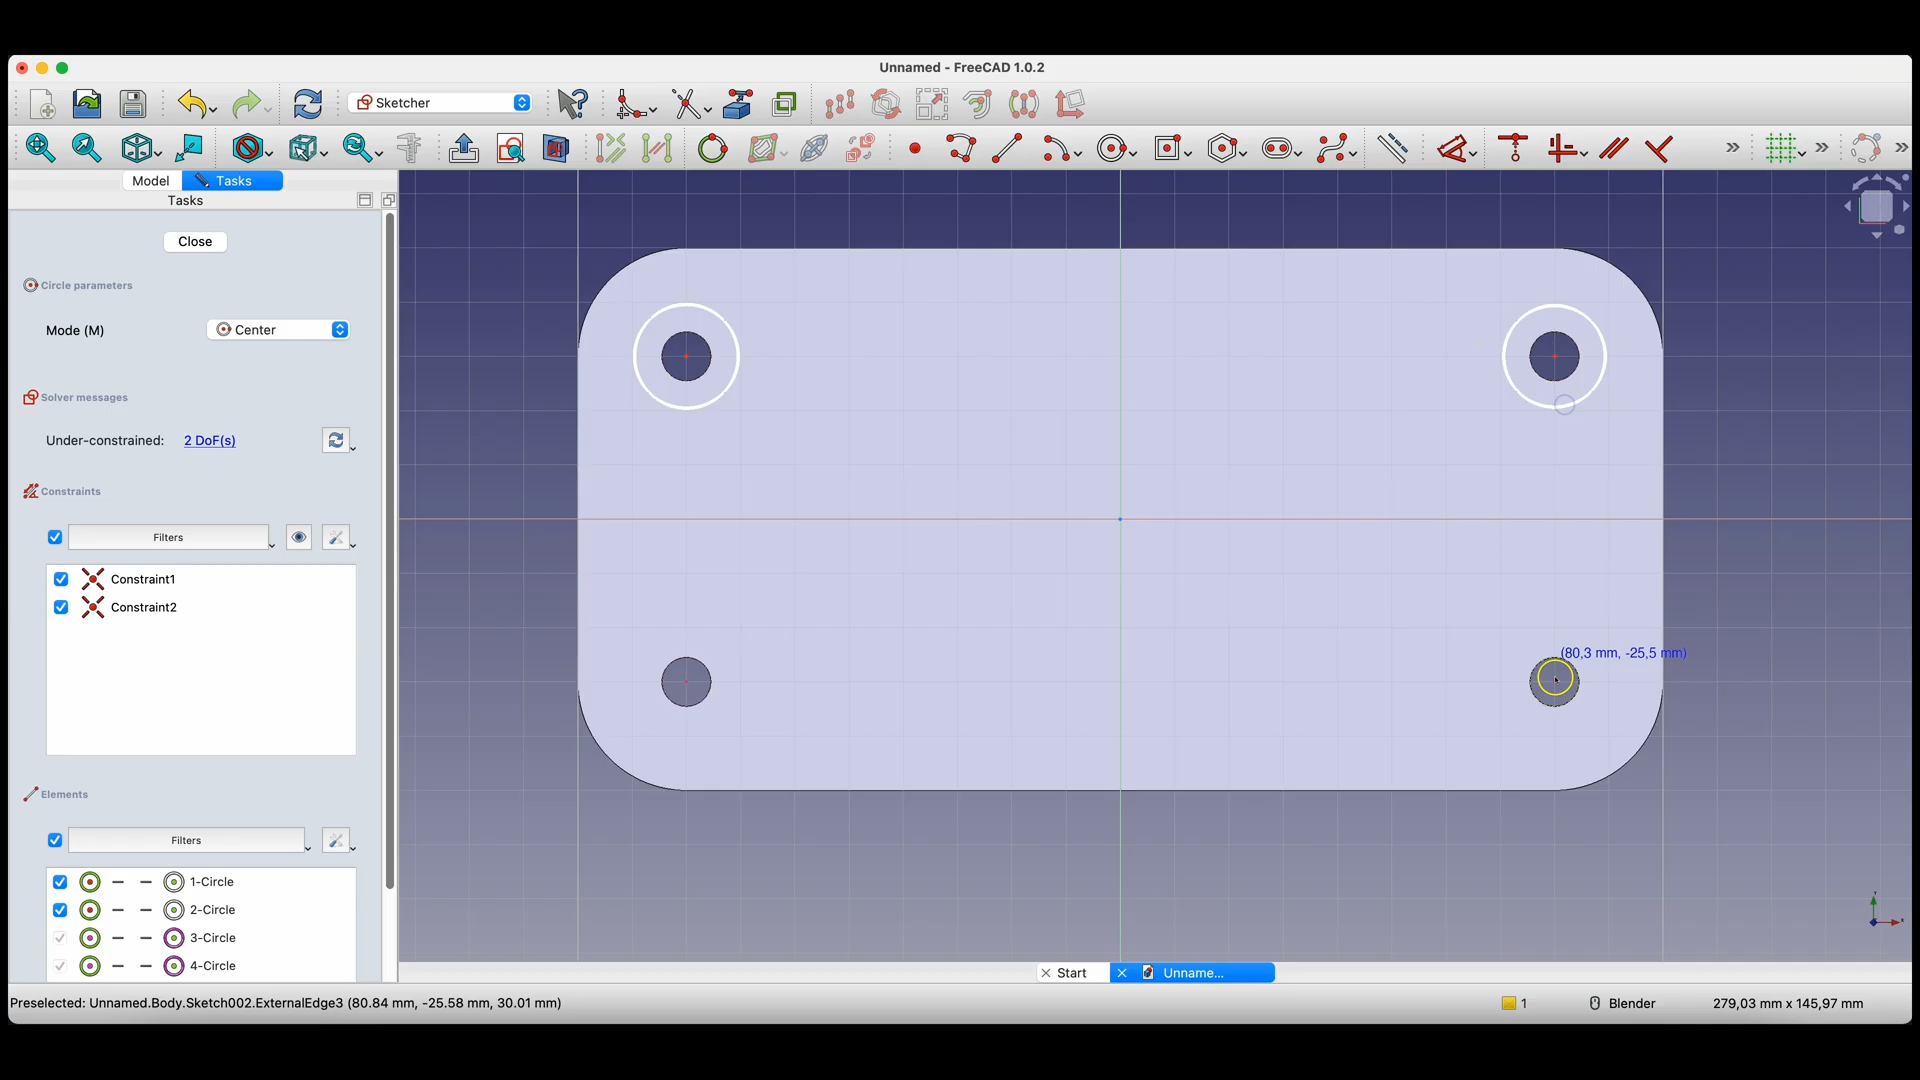 Unnamed - FreeCAD 1.0.2
Sketcher
Model
Tasks
Tasks
Close
Circle parameters
Mode (M)
Center
Solver messages
Under-constrained:
2 DoF(s)
Constraints
Filters
Constraint1
Constraint2
(80,3 mm, -25,5 mm)
Elements
Filters
1-Circle
2-Circle
3-Circle
4-Circle
Start
Unname...
Preselected: Unnamed.Body.Sketch002.ExternalEdge3 (80.84 mm, -25.58 mm, 30.01 mm)
1
Blender
279,03 mm x 145,97 mm